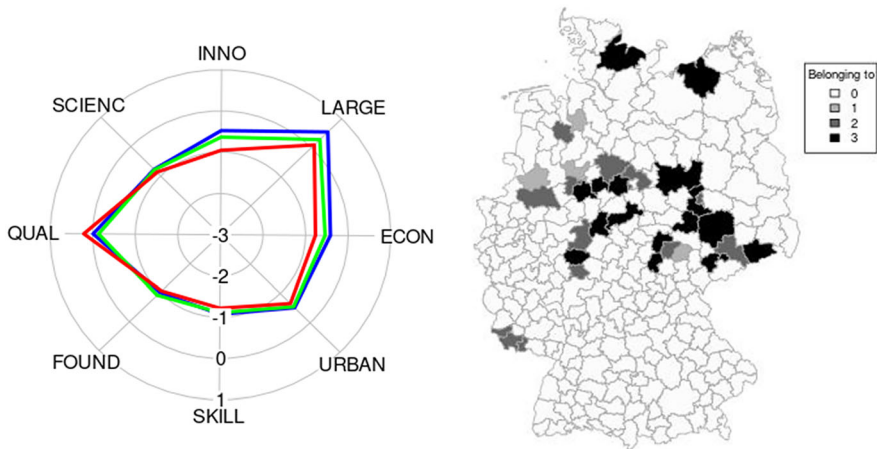 INNO
SCIENC
LARGE
QUAL
-3
ECON
-2
-1
FOUND
0
URBAN
1
SKILL
Belonging to
0
1
2
3